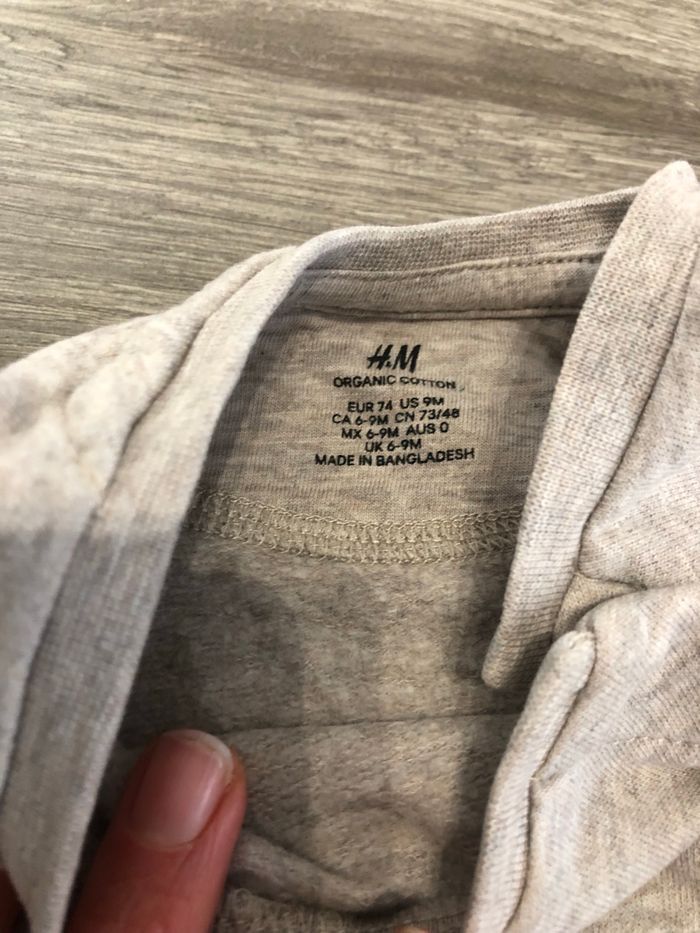 H&M
ORGANIC COTTON
EUR 74 US 9M
CA 6-9M CN 73/48
MX 6-9M AUS 0
UK 6-9M
MADE IN BANGLADESH